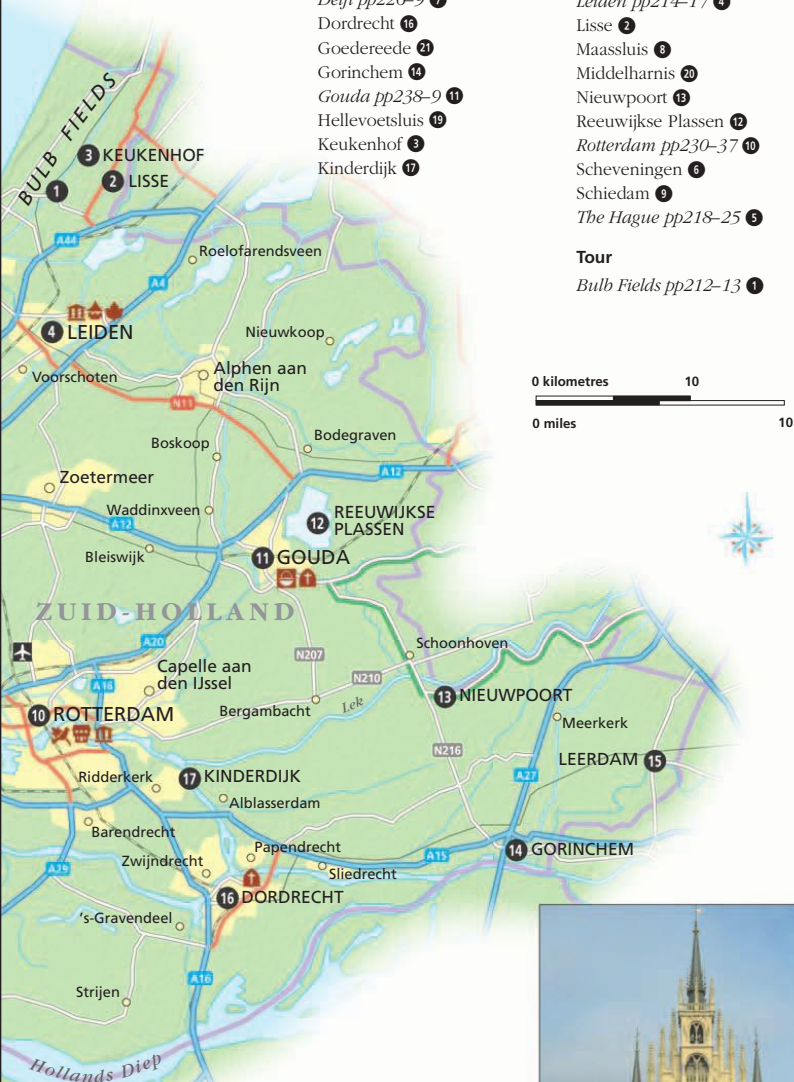 Delft pp226–9 7
Dordrecht 16
Goedereede 21
Gorinchem 14
Gouda pp238–9 11
Hellevoetsluis 19
Keukenhof 3
Kinderdijk 17
Leiden pp214–17 4
Lisse 2
Maassluis 8
Middelharnis 20
Nieuwpoort 13
Reeuwijkse Plassen 12
Rotterdam pp230–37 10
Scheveningen 6
Schiedam 9
The Hague pp218–25 5
Tour
Bulb Fields pp212–13 1
0 kilometres 10
0 miles 10
BULB FIELDS
1
3 KEUKENHOF
2 LISSE
A44
Roelofarendsveen
A4
4 LEIDEN
Nieuwkoop
Voorschoten
Alphen aan
den Rijn
N11
Boskoop
Bodegraven
A12
Zoetermeer
Waddinxveen
A12
12 REEUWIJKSE
PLASSEN
Bleiswijk
11 GOUDA
ZUID-HOLLAND
A20
Schoonhoven
N207
N210
Capelle aan
den IJssel
A16
13 NIEUWPOORT
Bergambacht
Lek
10 ROTTERDAM
Meerkerk
N216
LEERDAM 15
Ridderkerk
17 KINDERDIJK
A27
Alblasserdam
Barendrecht
Papendrecht
14 GORINCHEM
A15
Zwijndrecht
A29
Sliedrecht
16 DORDRECHT
's-Gravendeel
A16
Strijen
Hollands Diep